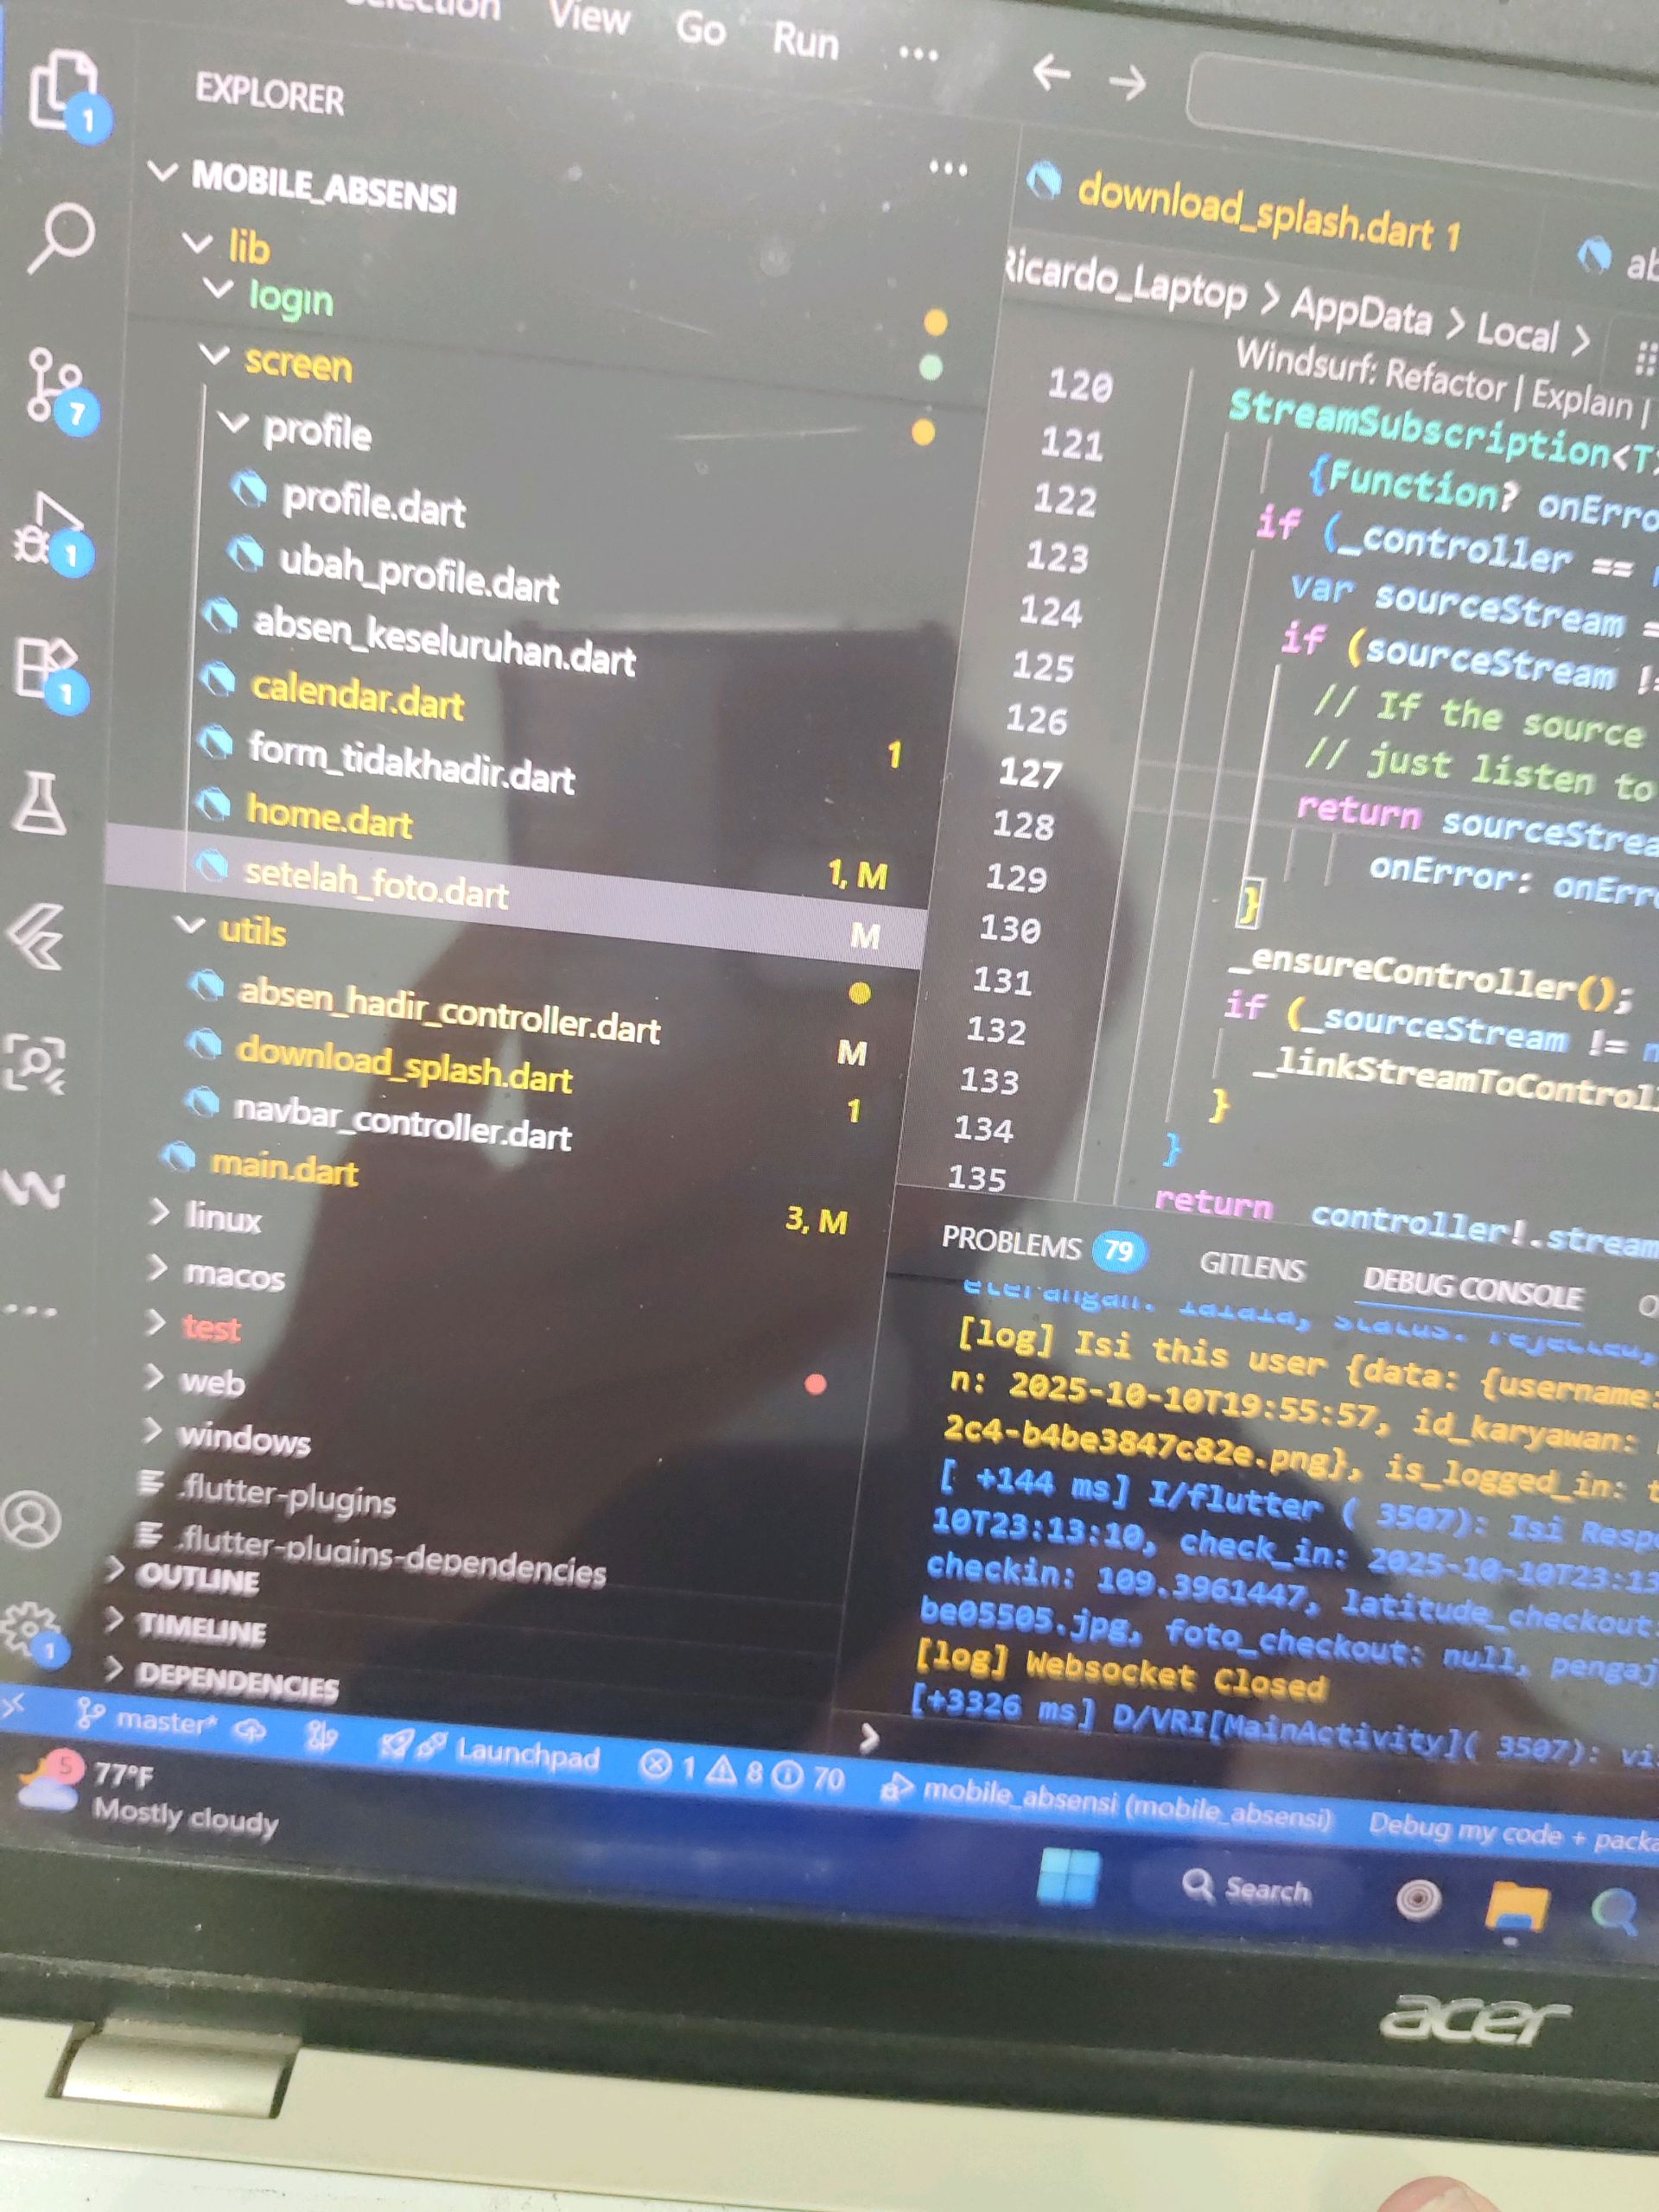 Selection View Go Run ...
EXPLORER
MOBILE_ABSENSI
lib
login
screen
profile
profile.dart
ubah_profile.dart
absen_keseluruhan.dart
calendar.dart
1
form_tidakhadir.dart
home.dart
1, M
setelah_foto.dart
M
utils
absen_hadir_controller.dart
M
download_splash.dart
1
navbar_controller.dart
main.dart
3, M
linux
macos
test
web
windows
.flutter-plugins
.flutter-plugins-dependencies
OUTLINE
TIMELINE
DEPENDENCIES
1
7
1
1
1
download_splash.dart 1
Ricardo_Laptop > AppData > Local >
Windsurf: Refactor | Explain |
120 StreamSubscription<T>
121 {Function? onErro
122 if (_controller ==
123 var sourceStream =
124 if (sourceStream !=
125 // If the source
126 // just listen to
127 return sourceStrea
128 onError: onErr
129 }
130 _ensureController();
131 if (_sourceStream !=
132 _linkStreamToControl
133 }
134 }
135 return _controller!.stream
PROBLEMS 79 GITLENS DEBUG CONSOLE
[log] Isi this user {data: {username:
n: 2025-10-10T19:55:57, id_karyawan:
2c4-b4be3847c82e.png}, is_logged_in: t
[ +144 ms] I/flutter ( 3507): Isi Resp
10T23:13:10, check_in: 2025-10-10T23:13
checkin: 109.3961447, latitude_checkout:
be05505.jpg, foto_checkout: null, pengaj
[log] Websocket Closed
[+3326 ms] D/VRI[MainActivity]( 3507): vi
master* Launchpad 1 8 70 mobile_absensi (mobile_absensi) Debug my code + packa
5
77°F
Mostly cloudy
Search
acer